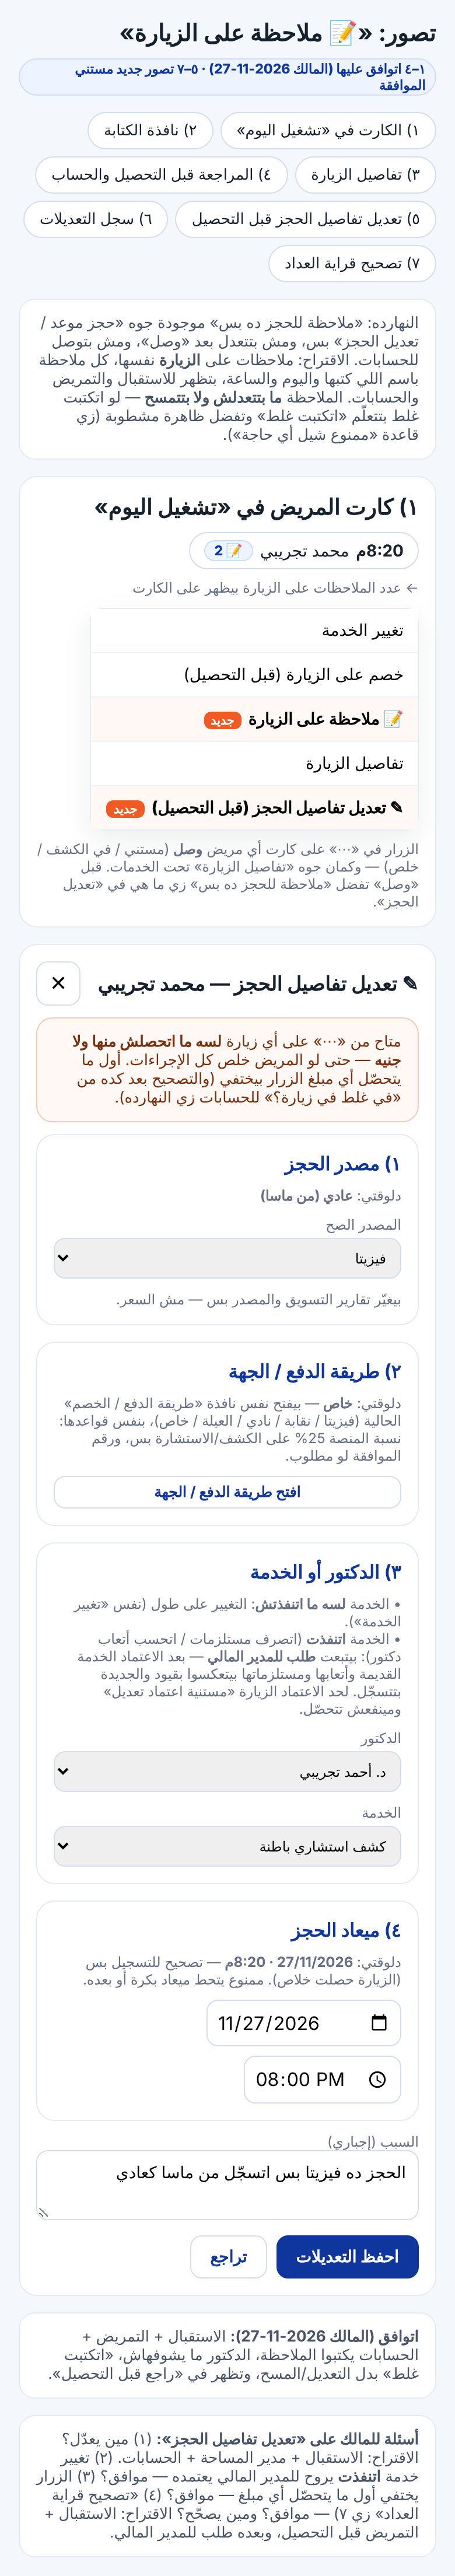 تصور: «📝 ملاحظة على الزيارة»
١–٤ اتوافق عليها (المالك 2026-11-27) · ٥–٧ تصور جديد مستني
الموافقة
١) الكارت في «تشغيل اليوم»
٢) نافذة الكتابة
٣) تفاصيل الزيارة
٤) المراجعة قبل التحصيل والحساب
٥) تعديل تفاصيل الحجز قبل التحصيل
٦) سجل التعديلات
٧) تصحيح قراية العداد
النهارده: «ملاحظة للحجز ده بس» موجودة جوه «حجز موعد /
تعديل الحجز» بس، ومش بتتعدل بعد «وصل»، ومش بتوصل
للحسابات. الاقتراح: ملاحظات على الزيارة نفسها، كل ملاحظة
باسم اللي كتبها واليوم والساعة، بتظهر للاستقبال والتمريض
والحسابات. الملاحظة ما بتتعدلش ولا بتتمسح — لو اتكتبت
غلط بتتعلّم «اتكتبت غلط» وتفضل ظاهرة مشطوبة (زي
قاعدة «ممنوع شيل أي حاجة»).
١) كارت المريض في «تشغيل اليوم»
8:20م محمد تجريبي 📝 2
← عدد الملاحظات على الزيارة بيظهر على الكارت
تغيير الخدمة
خصم على الزيارة (قبل التحصيل)
📝 ملاحظة على الزيارة جديد
تفاصيل الزيارة
✎ تعديل تفاصيل الحجز (قبل التحصيل) جديد
الزرار في «⋯» على كارت أي مريض وصل (مستني / في الكشف /
خلص) — وكمان جوه «تفاصيل الزيارة» تحت الخدمات. قبل
«وصل» تفضل «ملاحظة للحجز ده بس» زي ما هي في «تعديل
الحجز».
✎ تعديل تفاصيل الحجز — محمد تجريبي
✕
متاح من «⋯» على أي زيارة لسه ما اتحصلش منها ولا
جنيه — حتى لو المريض خلص كل الإجراءات. أول ما
يتحصّل أي مبلغ الزرار بيختفي (والتصحيح بعد كده من
«في غلط في زيارة؟» للحسابات زي النهارده).
١) مصدر الحجز
دلوقتي: عادي (من ماسا)
المصدر الصح
فيزيتا
بيغيّر تقارير التسويق والمصدر بس — مش السعر.
٢) طريقة الدفع / الجهة
دلوقتي: خاص — بيفتح نفس نافذة «طريقة الدفع / الخصم»
الحالية (فيزيتا / نقابة / نادي / العيلة / خاص)، بنفس قواعدها:
نسبة المنصة 25% على الكشف/الاستشارة بس، ورقم
الموافقة لو مطلوب.
افتح طريقة الدفع / الجهة
٣) الدكتور أو الخدمة
• الخدمة لسه ما اتنفذتش: التغيير على طول (نفس «تغيير
الخدمة»).
• الخدمة اتنفذت (اتصرف مستلزمات / اتحسب أتعاب
دكتور): بيتبعت طلب للمدير المالي — بعد الاعتماد الخدمة
القديمة وأتعابها ومستلزماتها بيتعكسوا بقيود والجديدة
بتتسجّل. لحد الاعتماد الزيارة «مستنية اعتماد تعديل»
ومينفعش تتحصّل.
الدكتور
د. أحمد تجريبي
الخدمة
كشف استشاري باطنة
٤) ميعاد الحجز
دلوقتي: 27/11/2026 · 8:20م — تصحيح للتسجيل بس
(الزيارة حصلت خلاص). ممنوع يتحط ميعاد بكرة أو بعده.
11/27/2026
08:00 PM
السبب (إجباري)
الحجز ده فيزيتا بس اتسجّل من ماسا كعادي
احفظ التعديلات
تراجع
اتوافق (المالك 2026-11-27): الاستقبال + التمريض +
الحسابات يكتبوا الملاحظة، الدكتور ما يشوفهاش، «اتكتبت
غلط» بدل التعديل/المسح، وتظهر في «راجع قبل التحصيل».
أسئلة للمالك على «تعديل تفاصيل الحجز»: (١) مين يعدّل؟
الاقتراح: الاستقبال + مدير المساحة + الحسابات. (٢) تغيير
خدمة اتنفذت يروح للمدير المالي يعتمده — موافق؟ (٣) الزرار
يختفي أول ما يتحصّل أي مبلغ — موافق؟ (٤) «تصحيح قراية
العداد» زي ٧) — موافق؟ ومين يصحّح؟ الاقتراح: الاستقبال +
التمريض قبل التحصيل، وبعده طلب للمدير المالي.